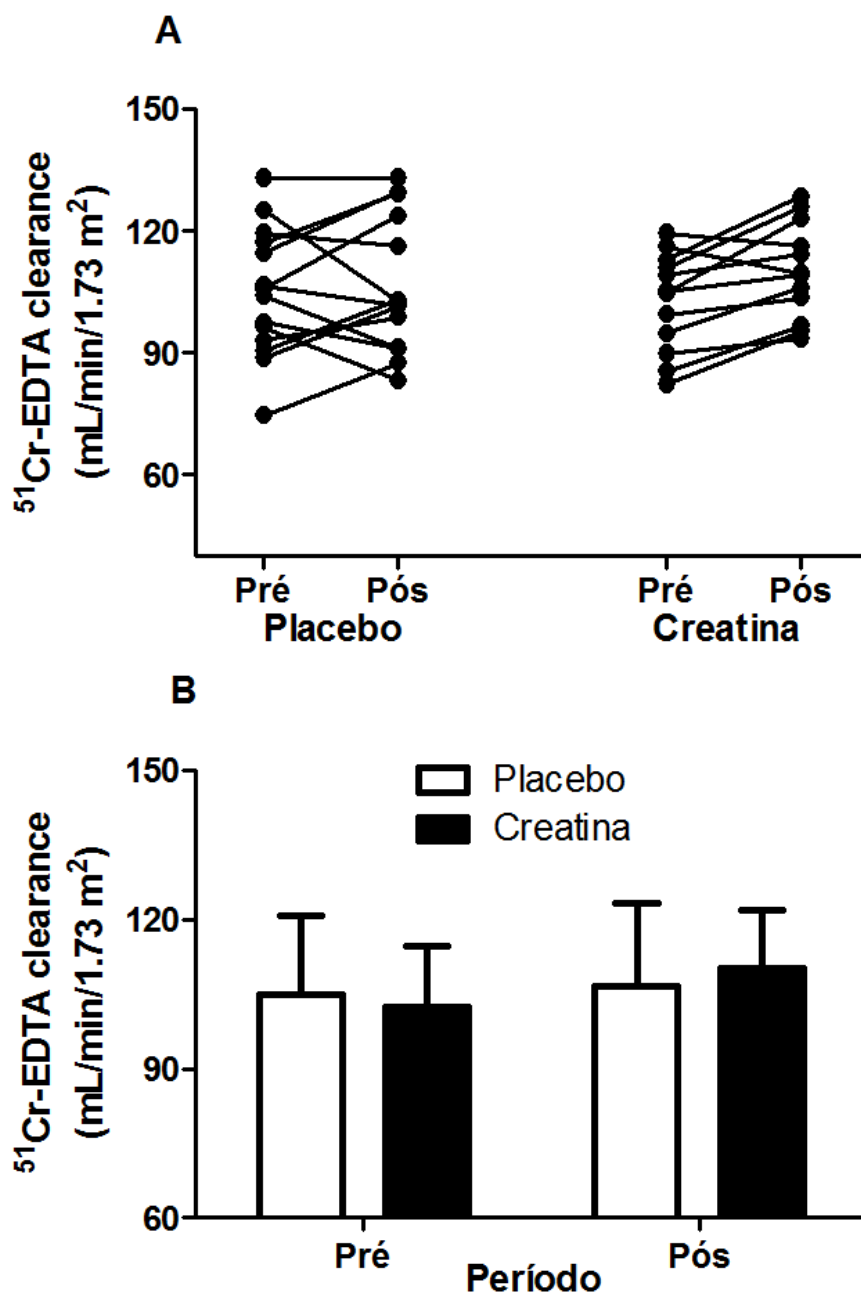 A
⁵¹Cr-EDTA clearance
(mL/min/1.73 m²)
150
120
90
60
Pré Pós Pré Pós
Placebo Creatina
B
⁵¹Cr-EDTA clearance
(mL/min/1.73 m²)
150
120
90
60
Placebo
Creatina
Pré Pós
Período